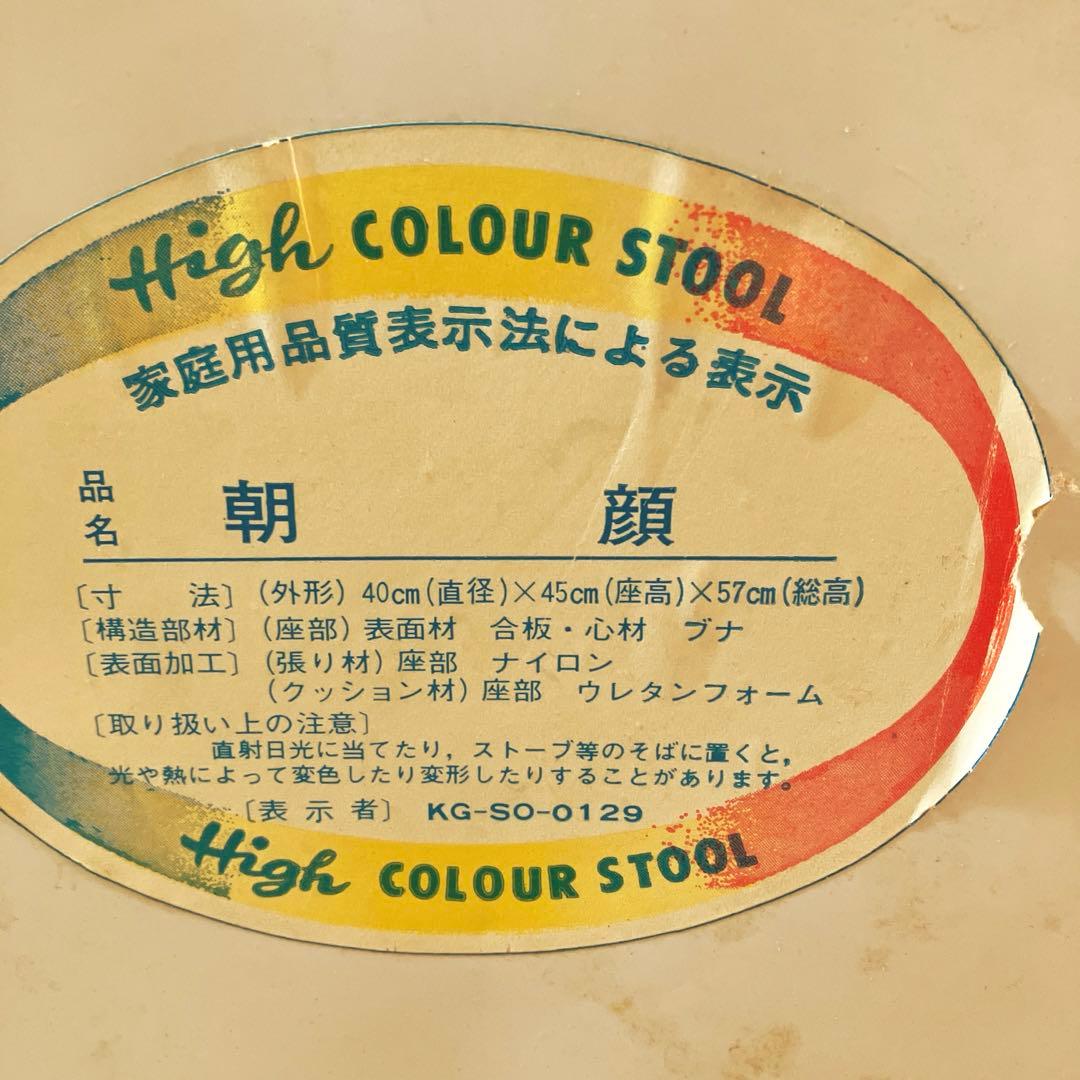 High COLOUR STOOL
家庭用品質表示法による表示
品名 朝 顔
〔寸 法〕(外形) 40cm(直径)×45cm(座高)×57cm(総高)
〔構造部材〕(座部) 表面材 合板・心材 ブナ
〔表面加工〕(張り材) 座部 ナイロン
(クッション材) 座部 ウレタンフォーム
〔取り扱い上の注意〕
直射日光に当てたり，ストーブ等のそばに置くと，
光や熱によって変色したり変形したりすることがあります。
〔表示者〕 KG-SO-0129
High COLOUR STOOL